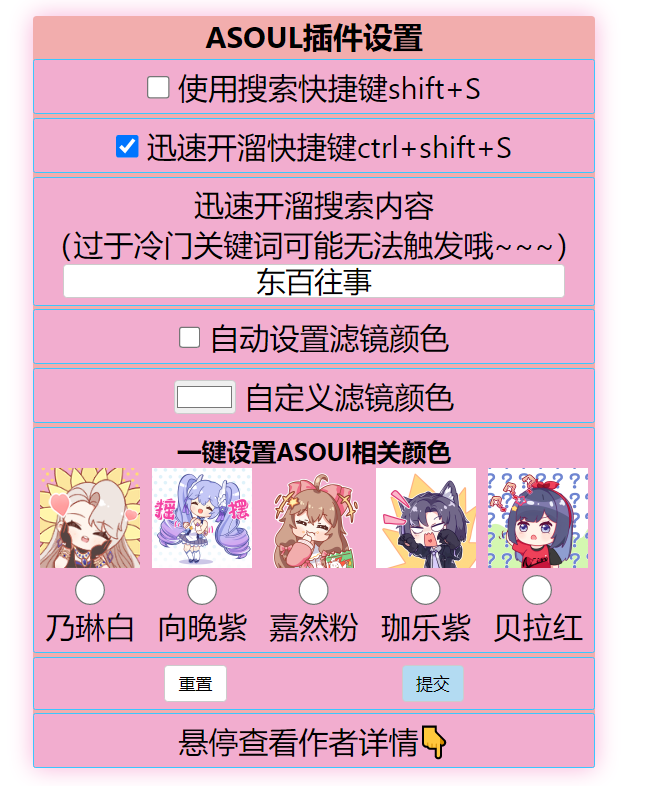 ASOUL插件设置
使用搜索快捷键shift+S
迅速开溜快捷键ctrl+shift+S
迅速开溜搜索内容
（过于冷门关键词可能无法触发哦~~~）
东百往事
自动设置滤镜颜色
自定义滤镜颜色
一键设置ASOUl相关颜色
摇 摆
乃琳白 向晚紫 嘉然粉 珈乐紫 贝拉红
重置 提交
悬停查看作者详情👇